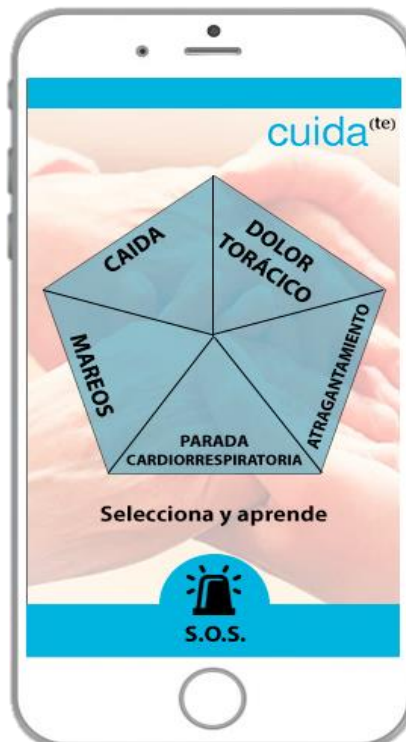 cuida(te)
CAIDA
DOLOR
TORÁCICO
MAREOS
ATRAGANTAMIENTO
PARADA
CARDIORRESPIRATORIA
Selecciona y aprende
S.O.S.